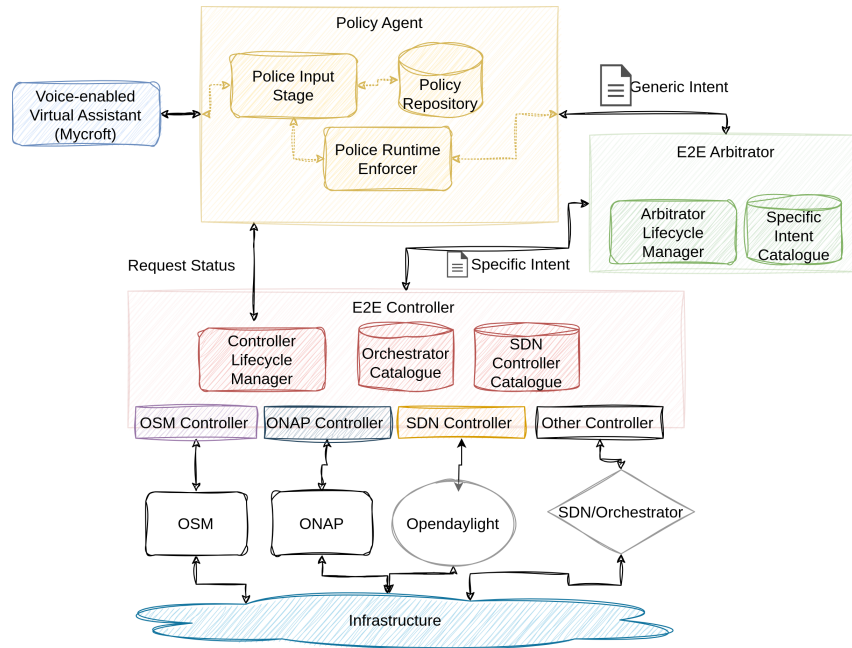 Policy Agent
Police Input
Stage
Policy
Repository
Police Runtime
Enforcer
Voice-enabled
Virtual Assistant
(Mycroft)
Generic Intent
E2E Arbitrator
Arbitrator
Lifecycle
Manager
Specific
Intent
Catalogue
Request Status
Specific Intent
E2E Controller
Controller
Lifecycle
Manager
Orchestrator
Catalogue
SDN
Controller
Catalogue
OSM Controller
ONAP Controller
SDN Controller
Other Controller
OSM
ONAP
Opendaylight
SDN/Orchestrator
Infrastructure